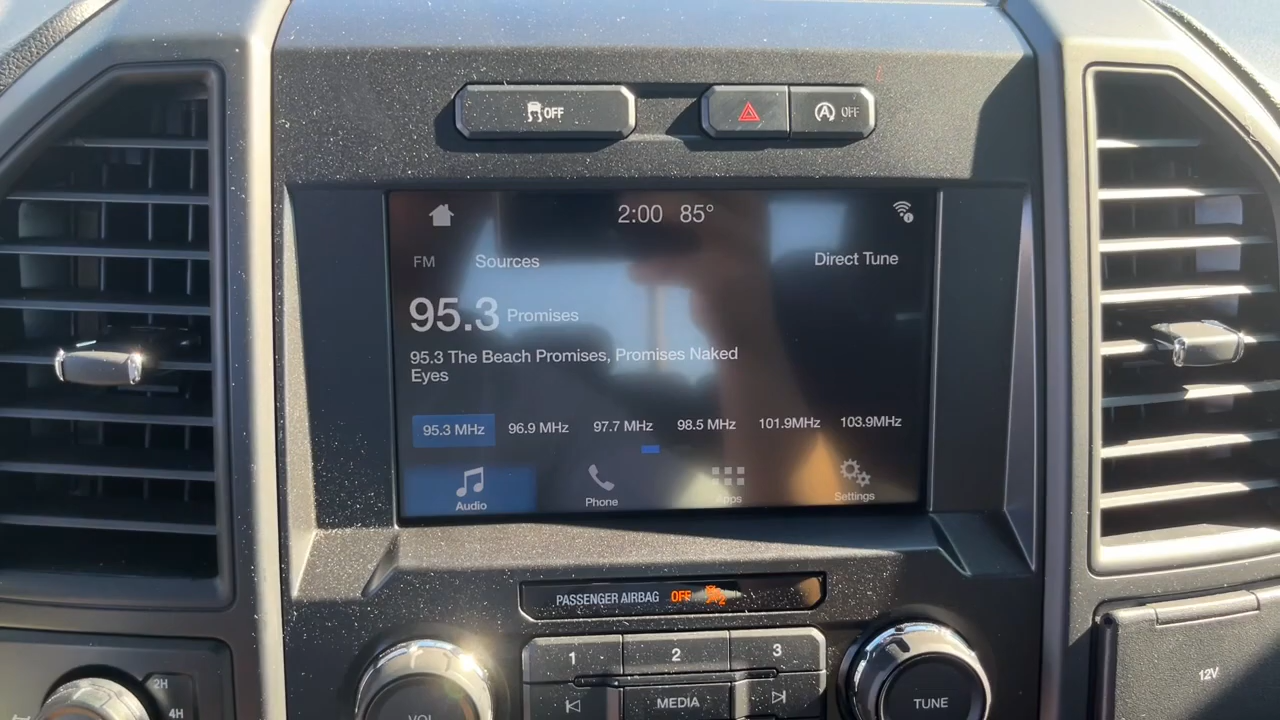 OFF
A OFF
2:00 85°
FM Sources Direct Tune
95.3 Promises
95.3 The Beach Promises, Promises Naked
Eyes
95.3 MHz 96.9 MHz 97.7 MHz 98.5 MHz 101.9MHz 103.9MHz
Audio Phone Apps Settings
PASSENGER AIRBAG OFF
1 2 3
2H
4H
VOL
MEDIA
TUNE
12V